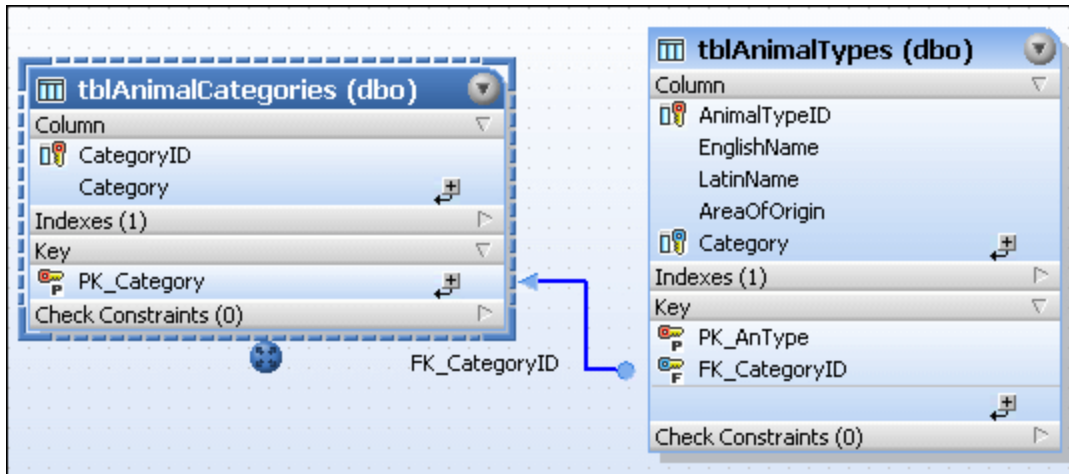 tblAnimalCategories (dbo)
Column
CategoryID
Category
Indexes (1)
Key
PK_Category
P
Check Constraints (0)
FK_CategoryID
tblAnimalTypes (dbo)
Column
AnimalTypeID
EnglishName
LatinName
AreaOfOrigin
Category
Indexes (1)
Key
P
PK_AnType
F
FK_CategoryID
Check Constraints (0)